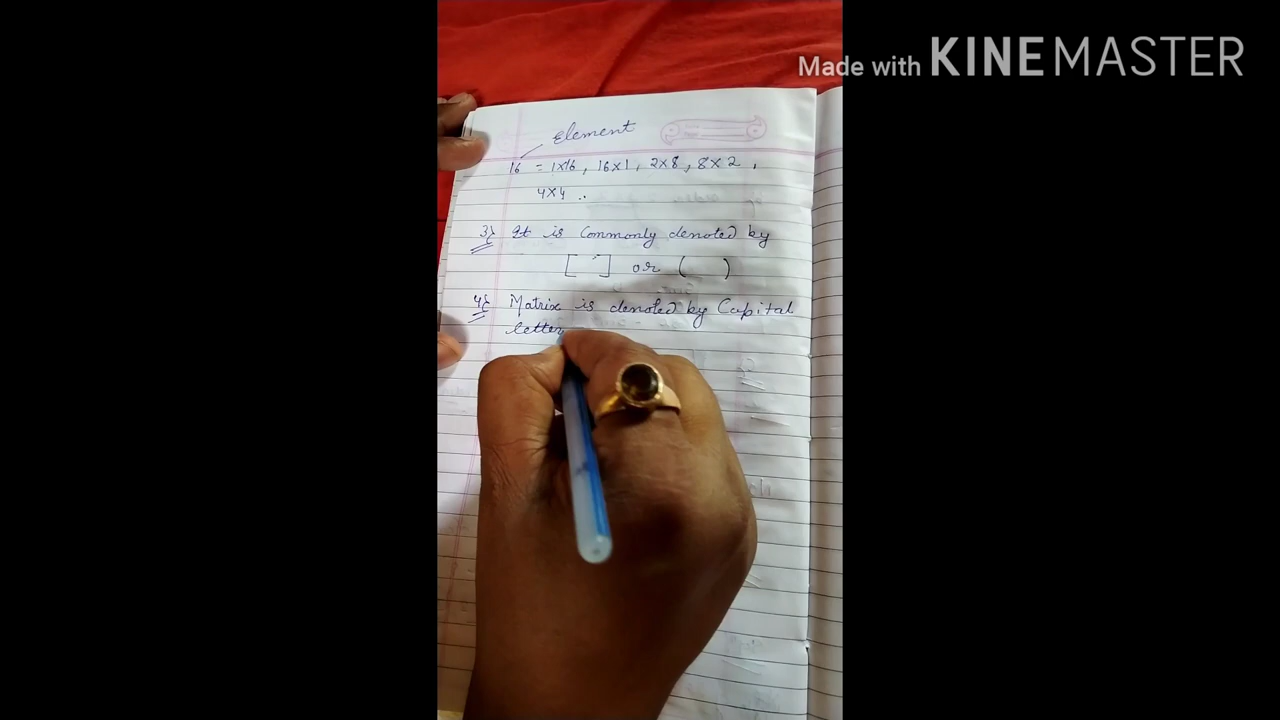 Made with KINEMASTER
Element
16 = 1x16, 16x1, 2x8, 8x2,
4x4 ..
3} It is Commonly denoted by
[ ] or ( )
4} Matrix is denoted by Capital
letter